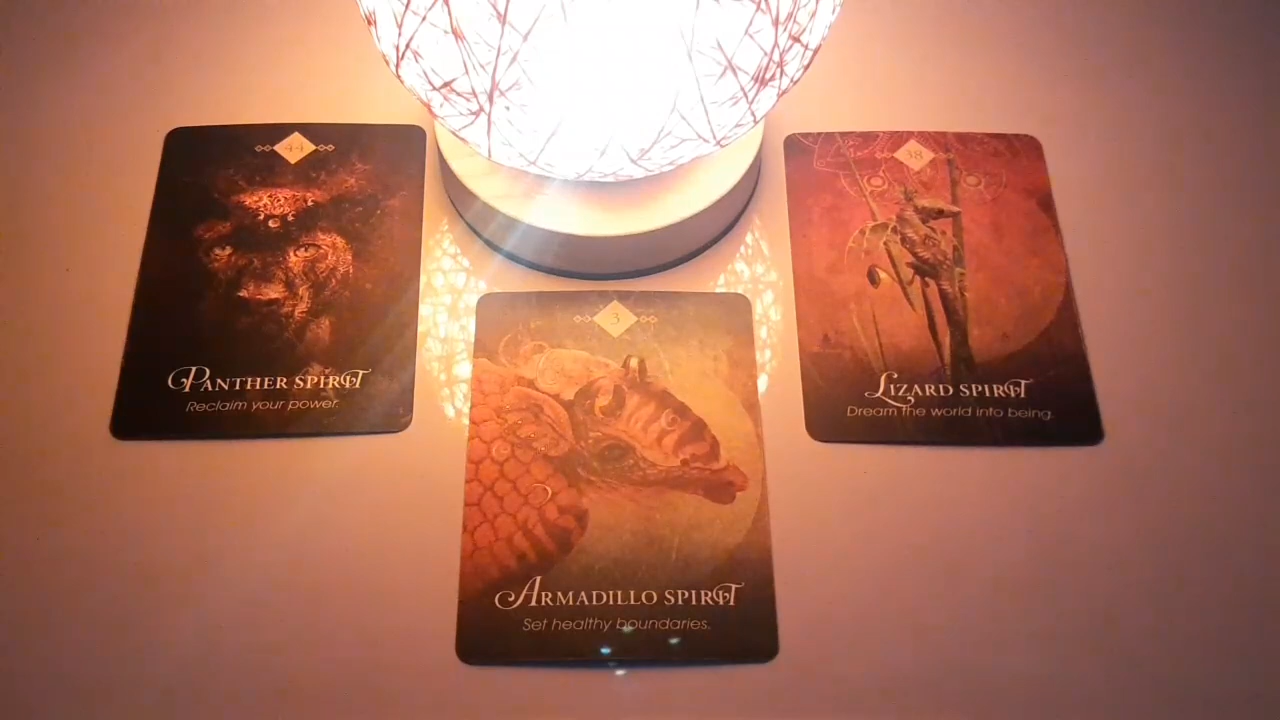 44
PANTHER SPIRIT
Reclaim your power.
3
ARMADILLO SPIRIT
Set healthy boundaries.
38
LIZARD SPIRIT
Dream the world into being.